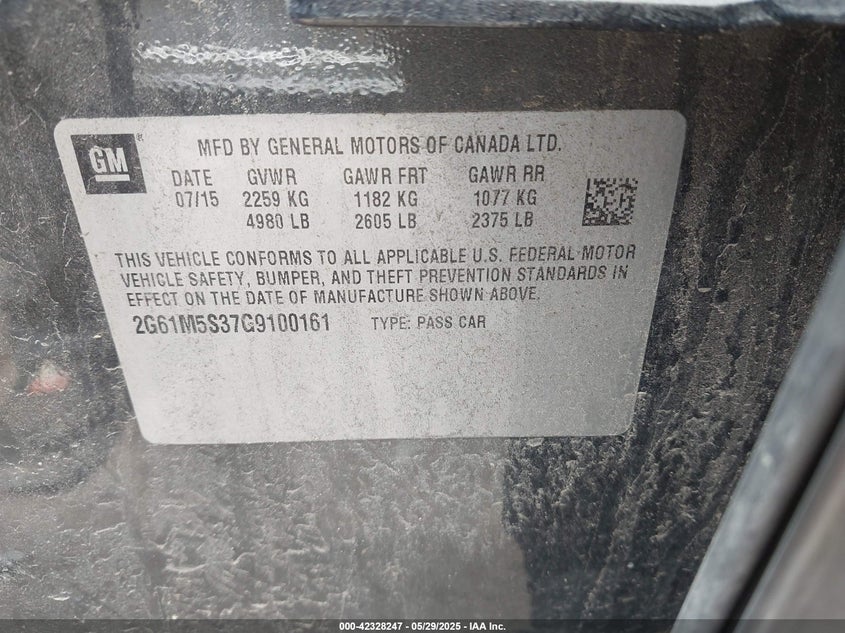 GM
MFD BY GENERAL MOTORS OF CANADA LTD.
DATE GVWR GAWR FRT GAWR RR
07/15 2259 KG 1182 KG 1077 KG
4980 LB 2605 LB 2375 LB
THIS VEHICLE CONFORMS TO ALL APPLICABLE U.S. FEDERAL MOTOR
VEHICLE SAFETY, BUMPER, AND THEFT PREVENTION STANDARDS IN
EFFECT ON THE DATE OF MANUFACTURE SHOWN ABOVE.
2G61M5S37G9100161 TYPE: PASS CAR
000-42328247 - 05/29/2025 - IAA Inc.